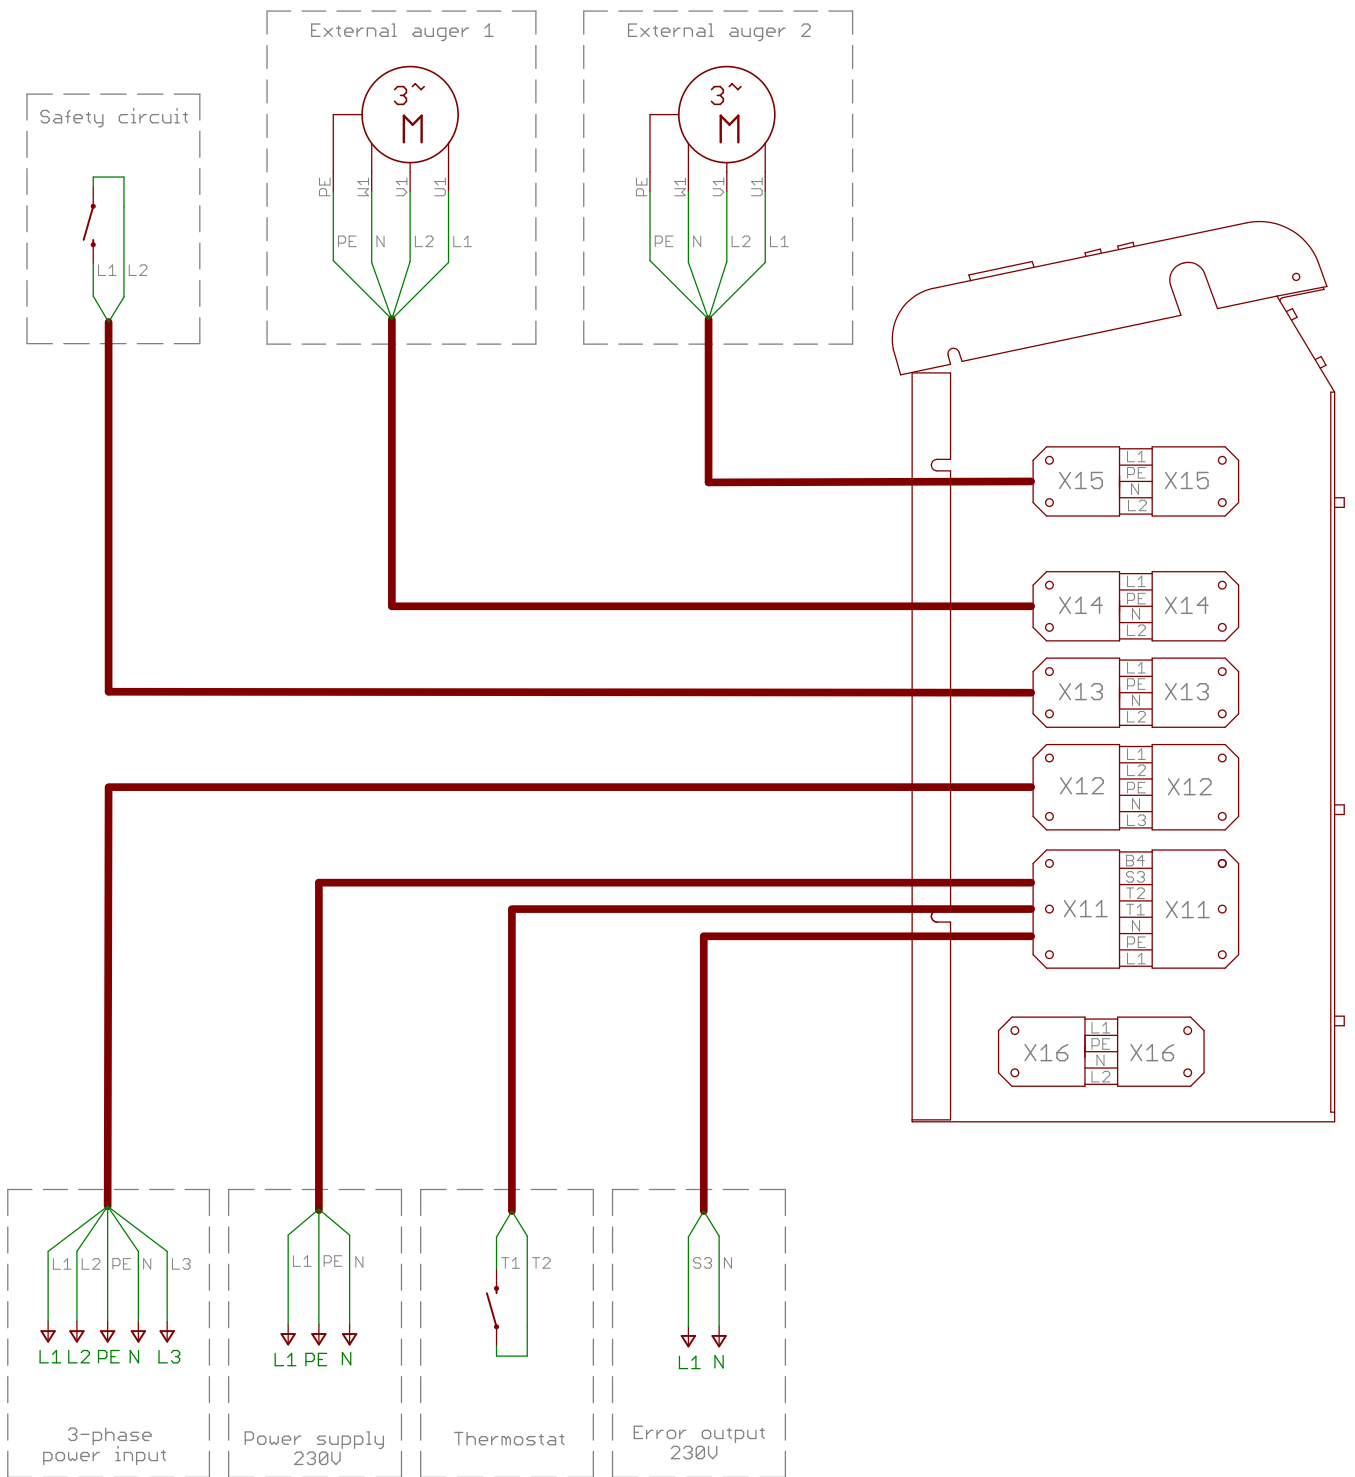 External auger 1
External auger 2
3~
M
3~
M
Safety circuit
PE W1 V1 U1
PE W1 V1 U1
PE N L2 L1
PE N L2 L1
L1 L2
X15 X15
L1
PE
N
L2
X14 X14
L1
PE
N
L2
X13 X13
L1
PE
N
L2
X12 X12
L1
L2
PE
N
L3
X11 X11
B4
S3
T2
T1
N
PE
L1
X16 X16
L1
PE
N
L2
L1 L2 PE N L3
L1 L2 PE N L3
3-phase
power input
L1 PE N
L1 PE N
Power supply
230V
T1 T2
Thermostat
S3 N
L1 N
Error output
230V